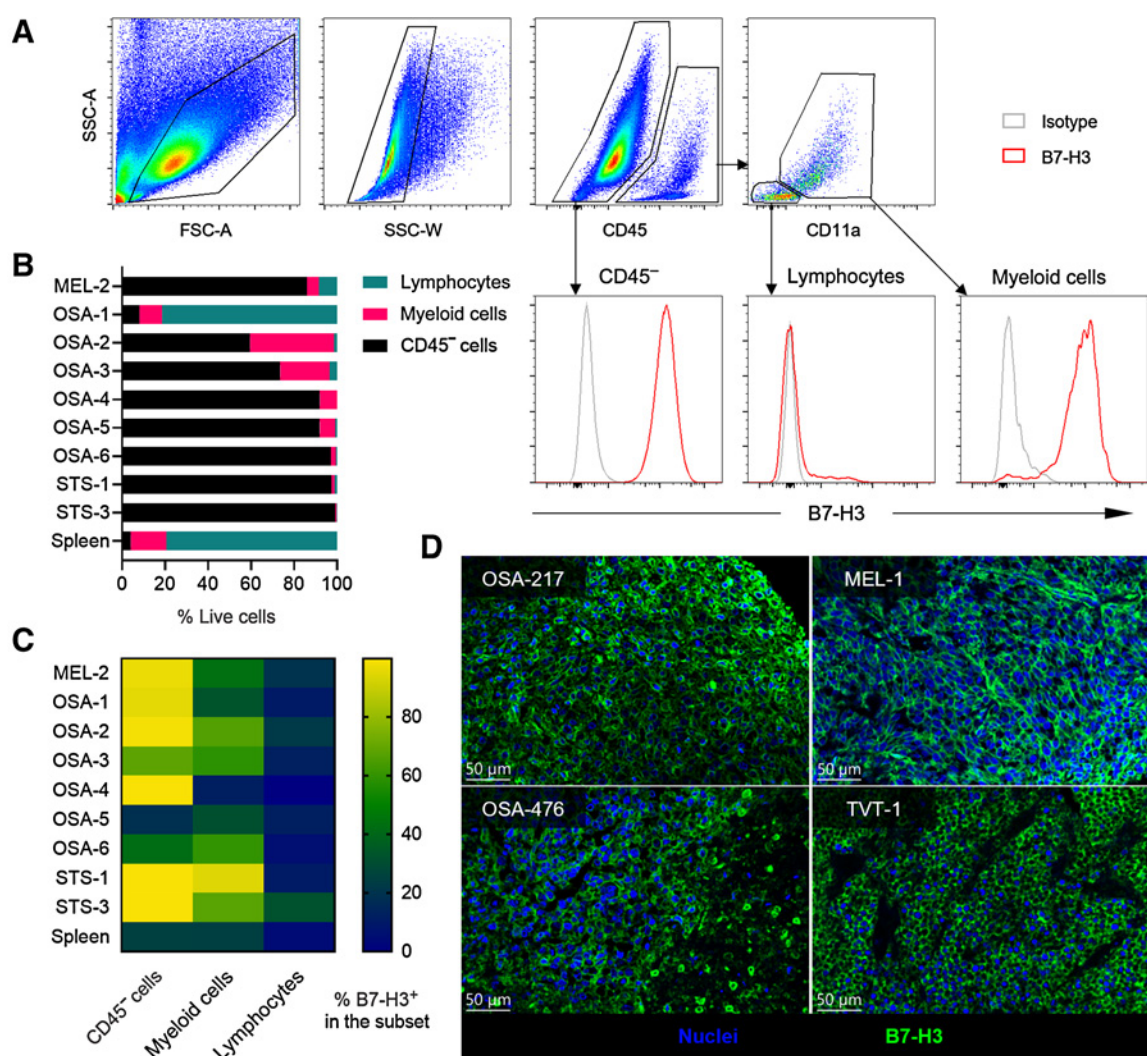 A
SSC-A
FSC-A
SSC-W
CD45
CD11a
Isotype
B7-H3
CD45⁻
Lymphocytes
Myeloid cells
B7-H3
B
MEL-2
OSA-1
OSA-2
OSA-3
OSA-4
OSA-5
OSA-6
STS-1
STS-3
Spleen
0 20 40 60 80 100
% Live cells
Lymphocytes
Myeloid cells
CD45⁻ cells
C
MEL-2
OSA-1
OSA-2
OSA-3
OSA-4
OSA-5
OSA-6
STS-1
STS-3
Spleen
CD45⁻ cells
Myeloid cells
Lymphocytes
80
60
40
20
0
% B7-H3⁺
in the subset
D
OSA-217
50 µm
MEL-1
50 µm
OSA-476
50 µm
TVT-1
50 µm
Nuclei
B7-H3